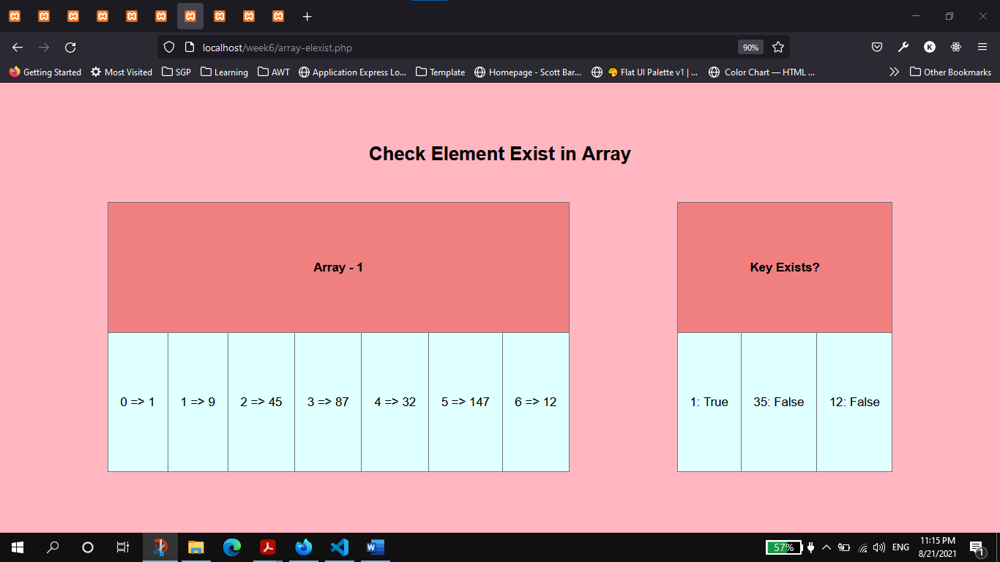 localhost/week6/array-elexist.php
90%
K
Getting Started
Most Visited
SGP
Learning
AWT
Application Express Lo...
Template
Homepage - Scott Bar...
Flat UI Palette v1 | ...
Color Chart — HTML ...
Other Bookmarks
Check Element Exist in Array
Array - 1
0 => 1
1 => 9
2 => 45
3 => 87
4 => 32
5 => 147
6 => 12
Key Exists?
1: True
35: False
12: False
57%
ENG
11:15 PM
8/21/2021
1